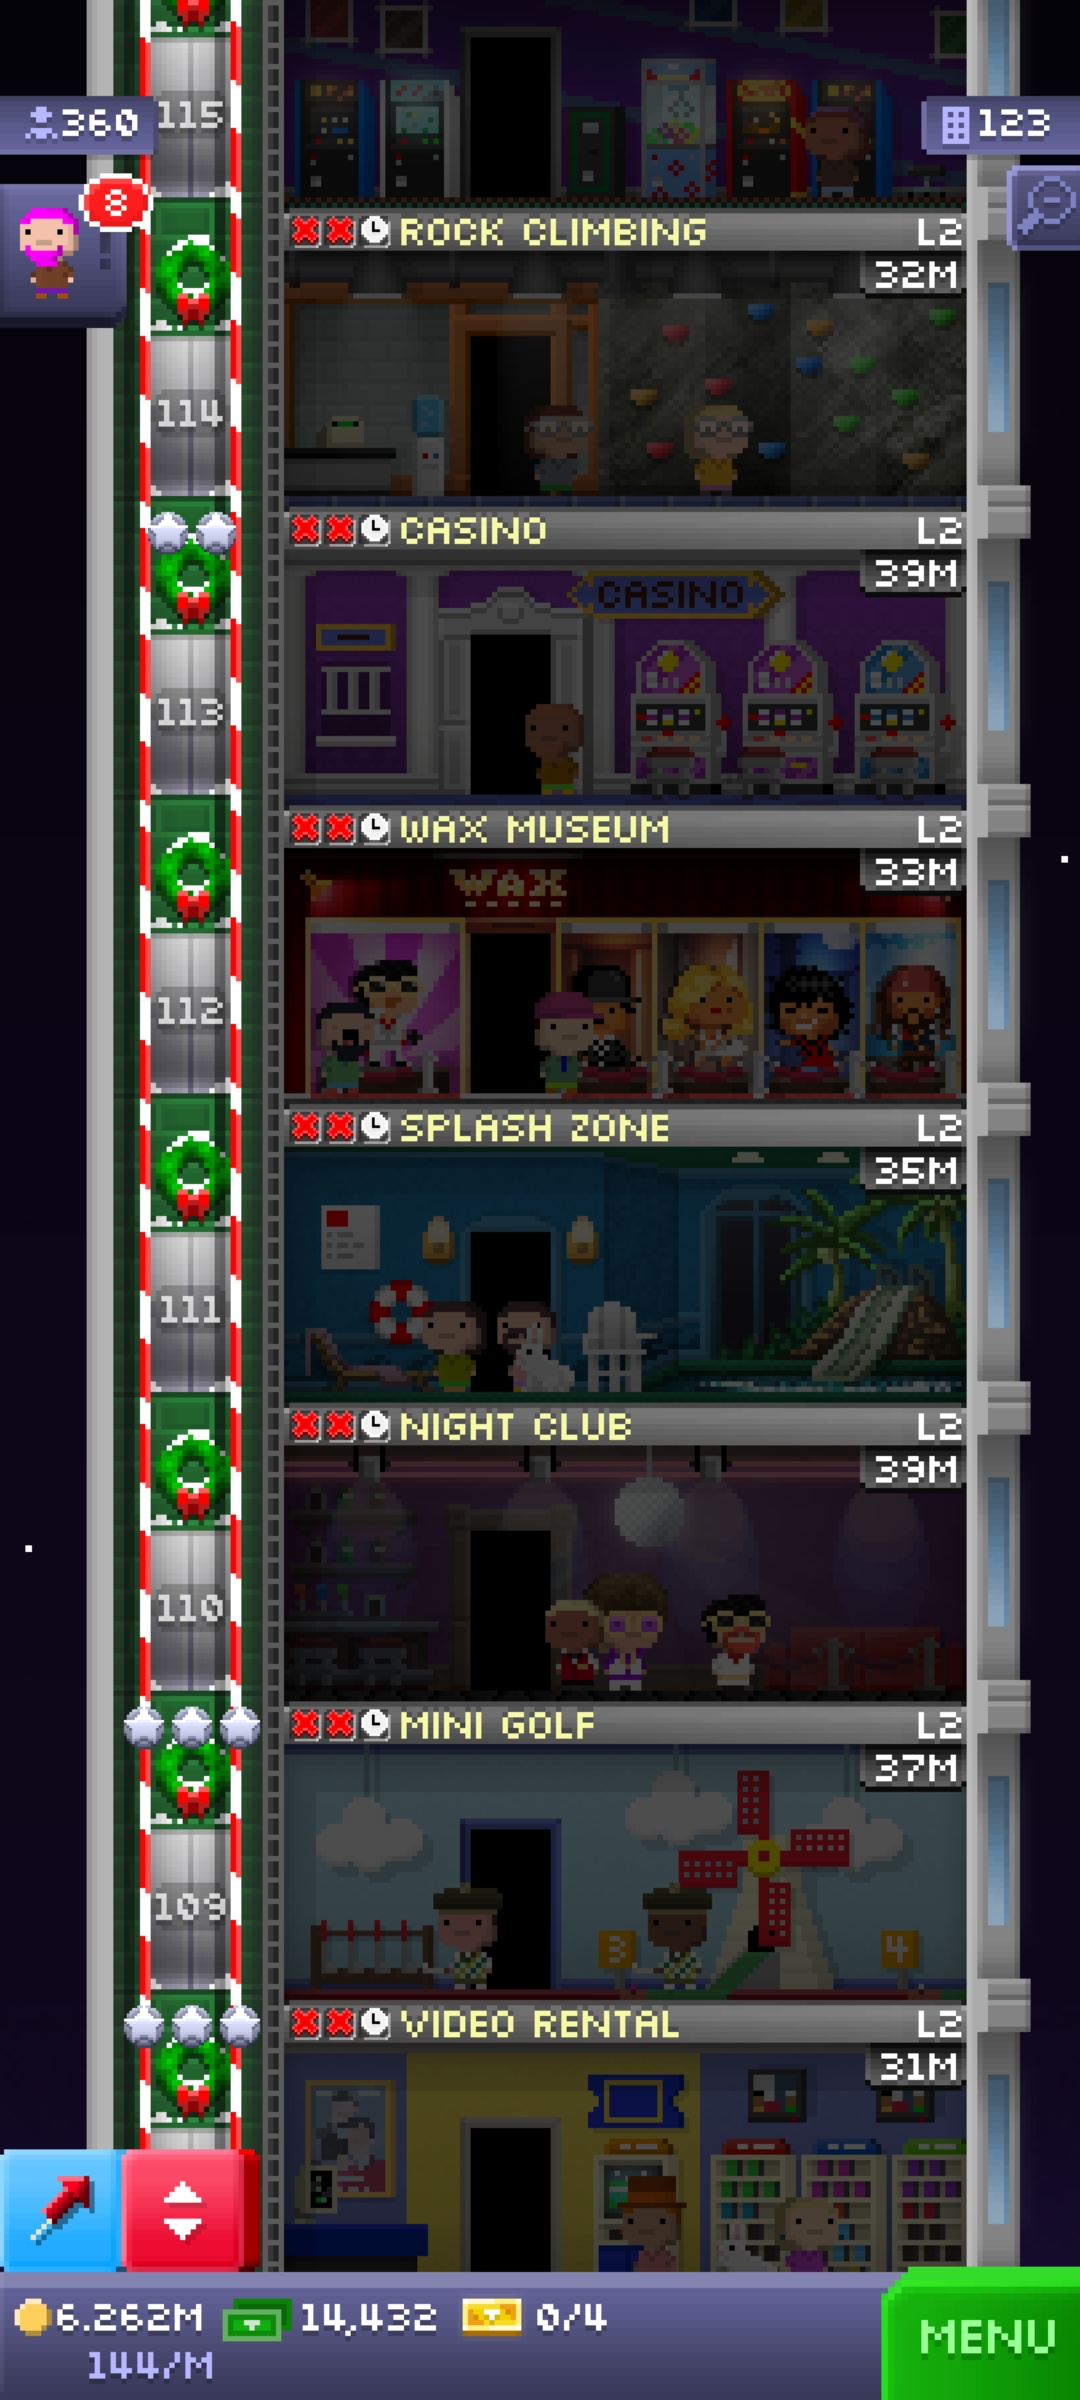 115
360
123
8
ROCK CLIMBING L2
32M
114
CASINO L2
39M
CASINO
113
WAX MUSEUM L2
33M
WAX
112
SPLASH ZONE L2
35M
111
NIGHT CLUB L2
39M
110
MINI GOLF L2
37M
109
3
4
VIDEO RENTAL L2
31M
6.262M 14,432 0/4
144/M
MENU